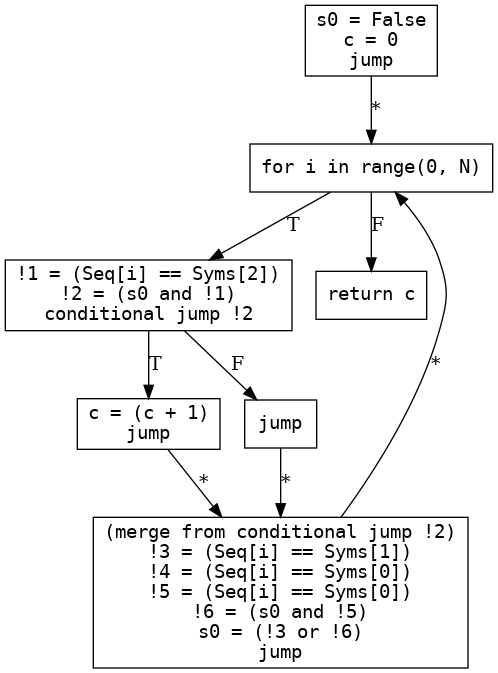 s0 = False
c = 0
jump
*
for i in range(0, N)
T
F
!1 = (Seq[i] == Syms[2])
!2 = (s0 and !1)
conditional jump !2
return c
T
F
*
c = (c + 1)
jump
jump
*
*
(merge from conditional jump !2)
!3 = (Seq[i] == Syms[1])
!4 = (Seq[i] == Syms[0])
!5 = (Seq[i] == Syms[0])
!6 = (s0 and !5)
s0 = (!3 or !6)
jump